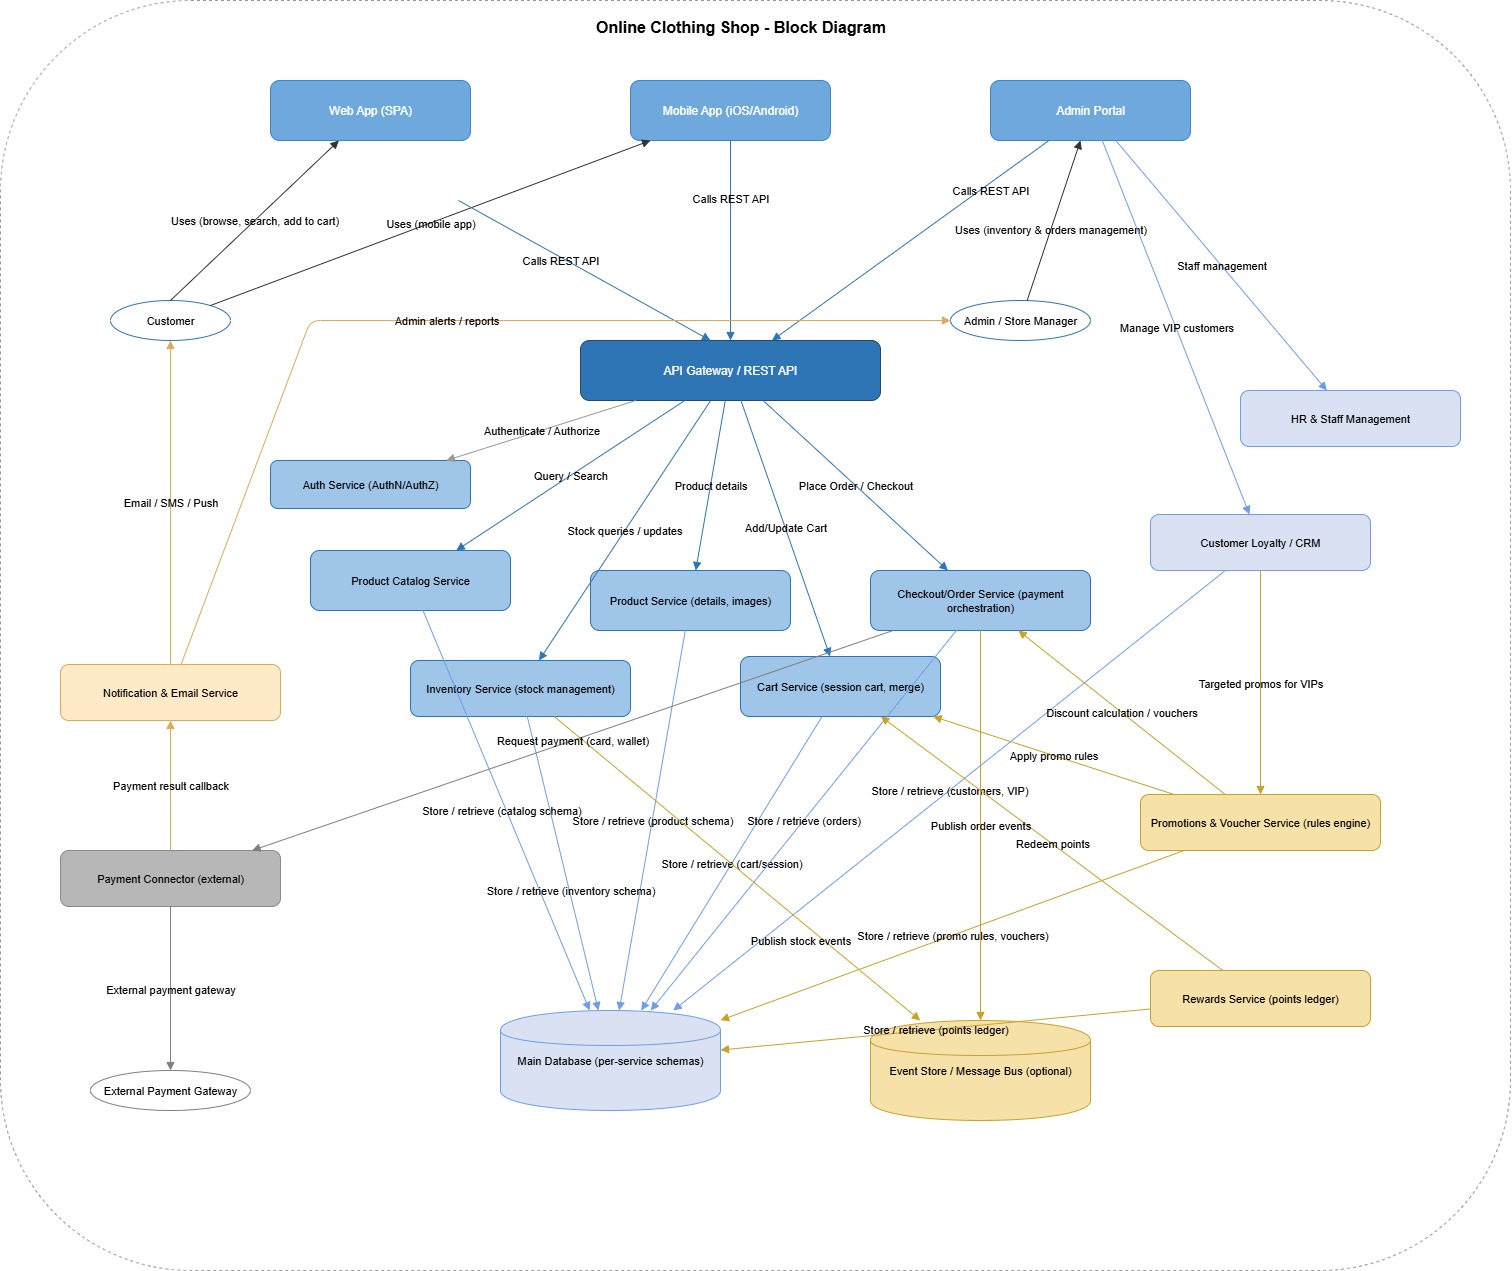 Online Clothing Shop - Block Diagram
Web App (SPA)
Mobile App (iOS/Android)
Admin Portal
Calls REST API
Calls REST API
Uses (browse, search, add to cart)
Uses (mobile app)
Uses (inventory & orders management)
Calls REST API
Staff management
Customer
Admin alerts / reports
Admin / Store Manager
Manage VIP customers
API Gateway / REST API
HR & Staff Management
Authenticate / Authorize
Query / Search
Auth Service (AuthN/AuthZ)
Product details
Place Order / Checkout
Email / SMS / Push
Stock queries / updates
Add/Update Cart
Customer Loyalty / CRM
Product Catalog Service
Product Service (details, images)
Checkout/Order Service (payment
orchestration)
Notification & Email Service
Inventory Service (stock management)
Cart Service (session cart, merge)
Targeted promos for VIPs
Discount calculation / vouchers
Request payment (card, wallet)
Apply promo rules
Payment result callback
Store / retrieve (customers, VIP)
Store / retrieve (catalog schema)
Store / retrieve (product schema)
Store / retrieve (orders)
Publish order events
Promotions & Voucher Service (rules engine)
Redeem points
Store / retrieve (cart/session)
Payment Connector (external)
Store / retrieve (inventory schema)
Publish stock events
Store / retrieve (promo rules, vouchers)
External payment gateway
Rewards Service (points ledger)
Store / retrieve (points ledger)
Main Database (per-service schemas)
Event Store / Message Bus (optional)
External Payment Gateway